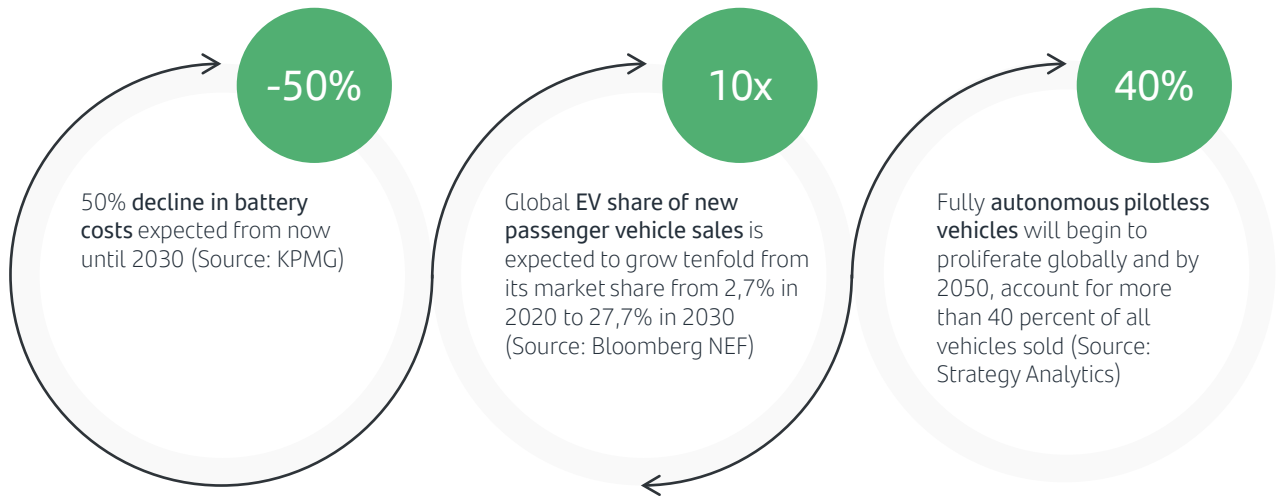 -50%
50% decline in battery
costs expected from now
until 2030 (Source: KPMG)
10x
Global EV share of new
passenger vehicle sales is
expected to grow tenfold from
its market share from 2,7% in
2020 to 27,7% in 2030
(Source: Bloomberg NEF)
40%
Fully autonomous pilotless
vehicles will begin to
proliferate globally and by
2050, account for more
than 40 percent of all
vehicles sold (Source:
Strategy Analytics)